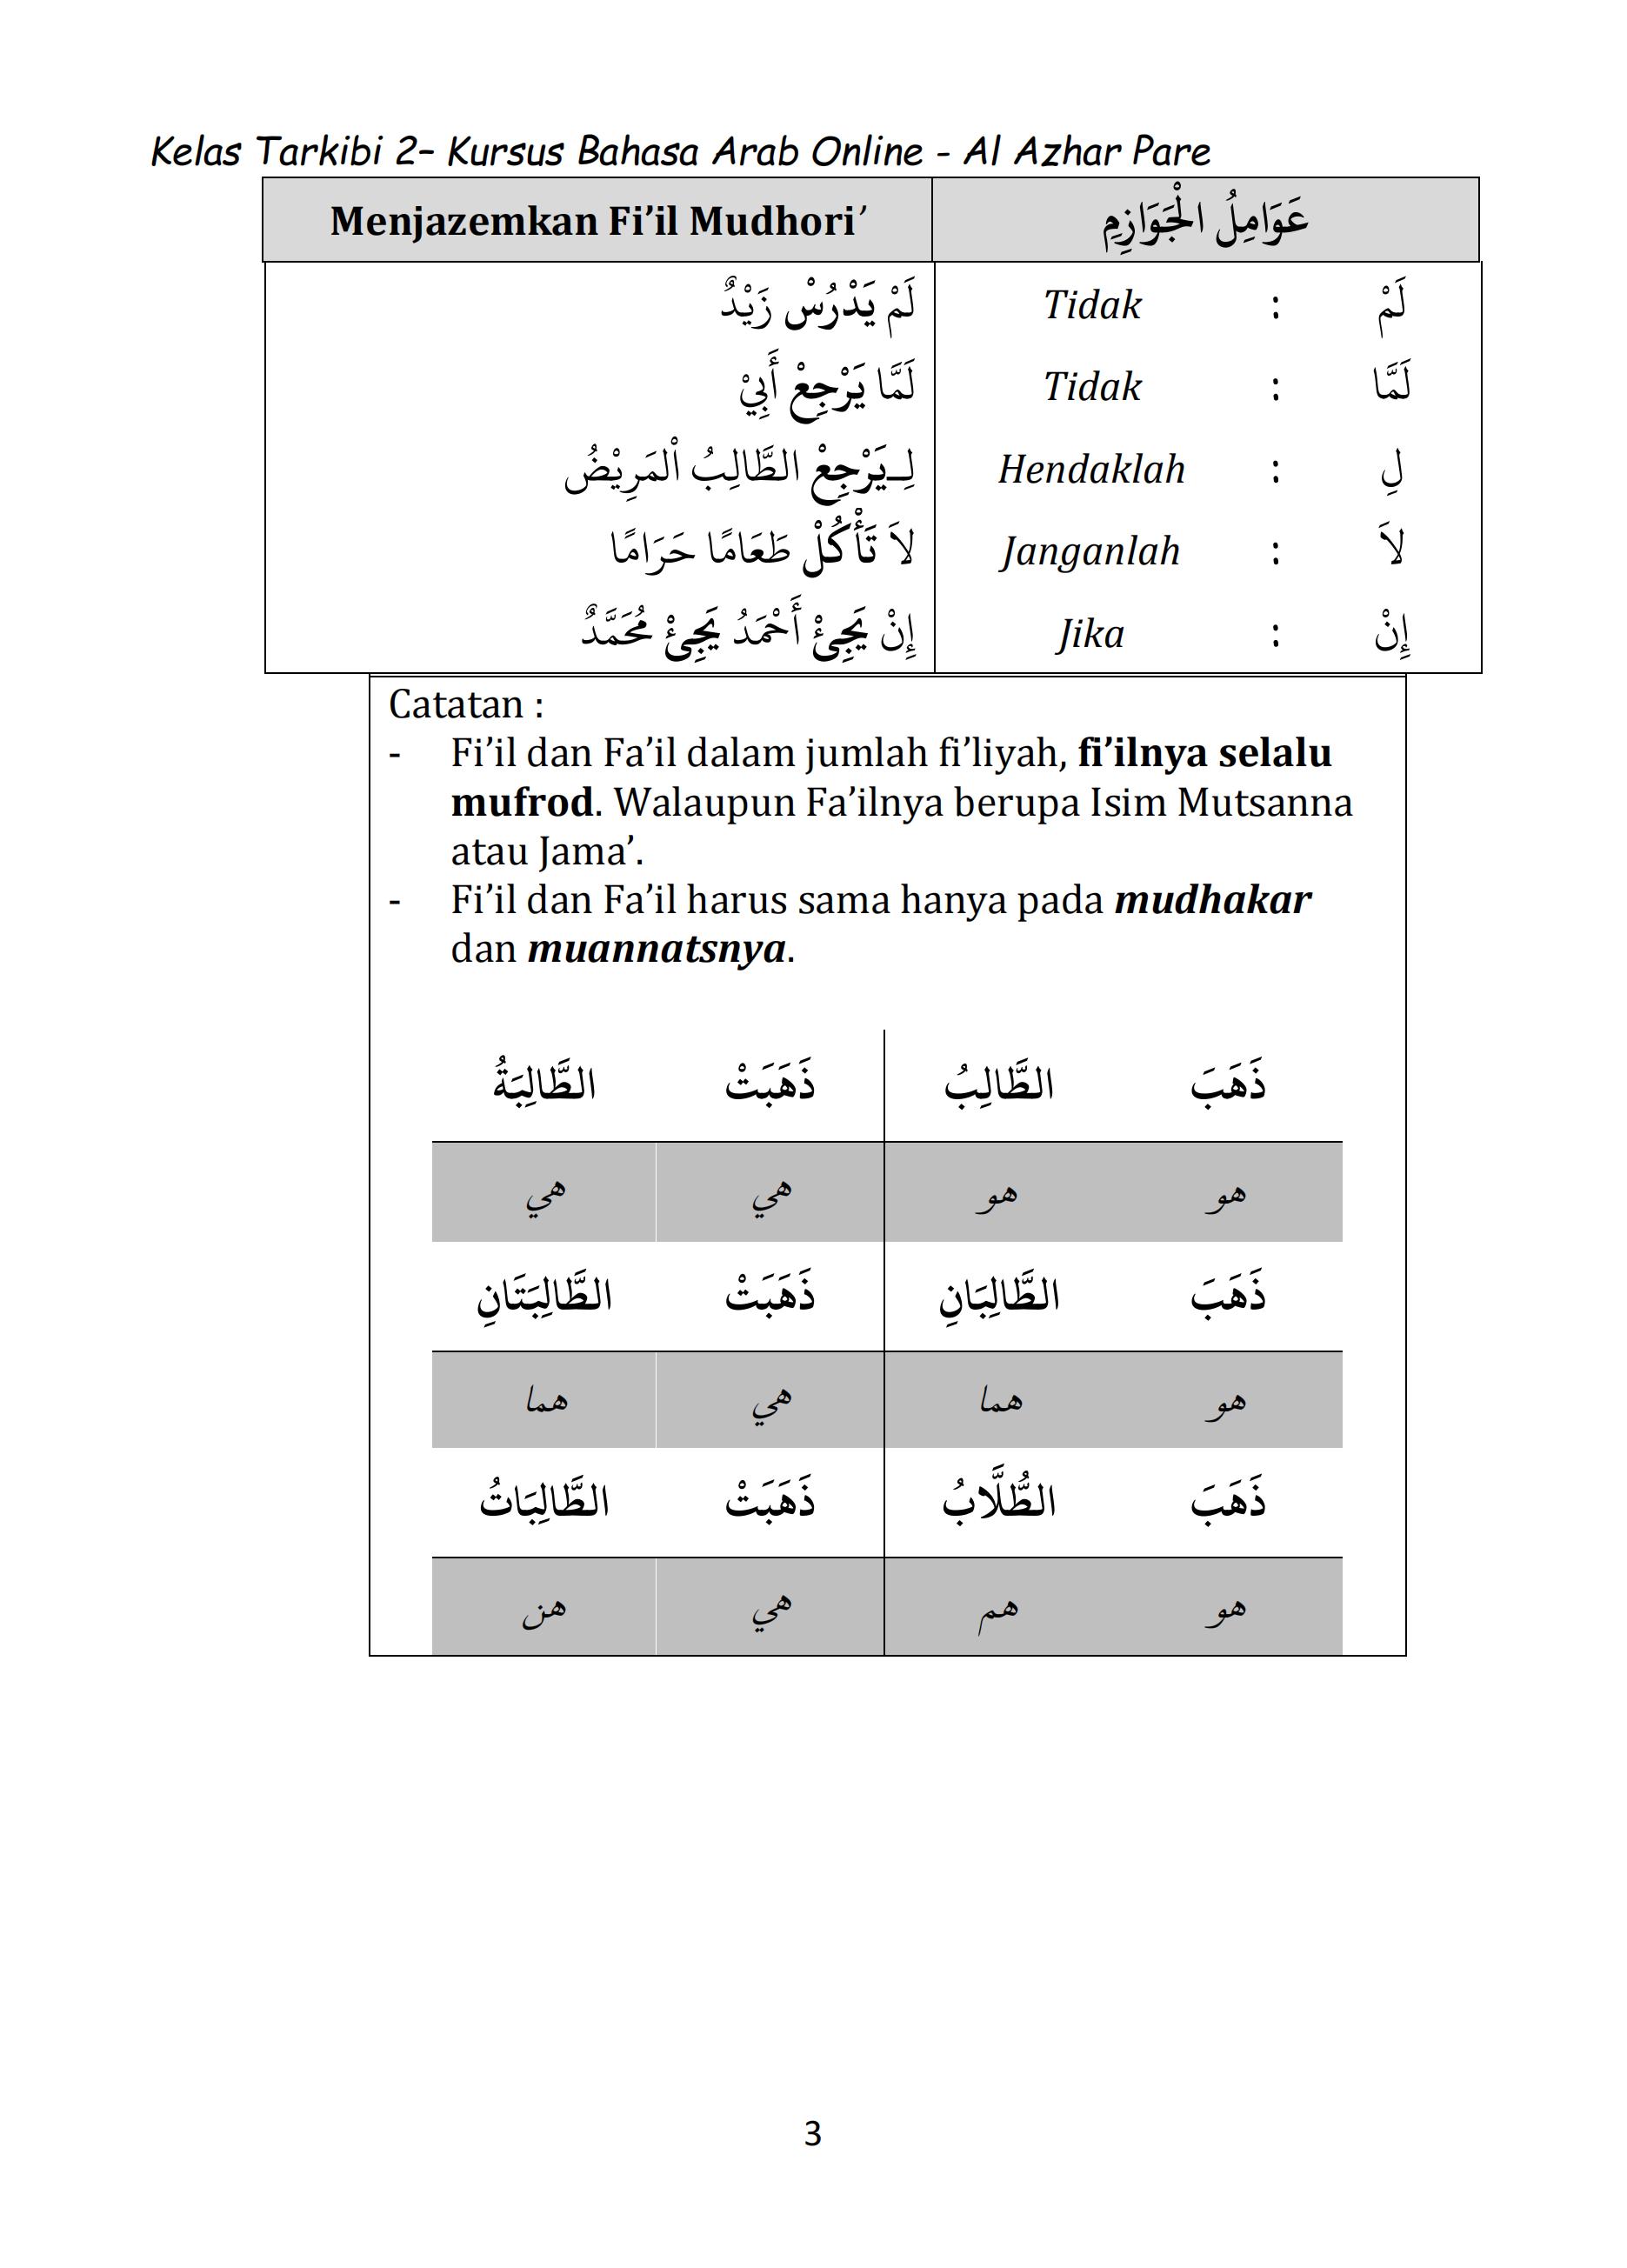 Kelas Tarkibi 2– Kursus Bahasa Arab Online - Al Azhar Pare
Menjazemkan Fi’il Mudhori’ عَوَامِلُ الْجَوَازِمِ
لَمْ : Tidak لَمْ يَدْرُسْ زَيْدٌ
لَمَّا : Tidak لَمَّا يَرْجِعْ أَبِيْ
لِ : Hendaklah لِــيَرْجِعْ الطَّالِبُ اْلمَرِيْضُ
لاَ : Janganlah لاَ تَأْكُلْ طَعَامًا حَرَامًا
إِنْ : Jika إِنْ يَجِئْ أَحْمَدُ يَجِئْ مُحَمَّدٌ
Catatan :
- Fi’il dan Fa’il dalam jumlah fi’liyah, fi’ilnya selalu
mufrod. Walaupun Fa’ilnya berupa Isim Mutsanna
atau Jama’.
- Fi’il dan Fa’il harus sama hanya pada mudhakar
dan muannatsnya.
ذَهَبَ الطَّالِبُ ذَهَبَتْ الطَّالِبَةُ
هو هو هي هي
ذَهَبَ الطَّالِبَانِ ذَهَبَتْ الطَّالِبَتَانِ
هو هما هي هما
ذَهَبَ الطُّلَّابُ ذَهَبَتْ الطَّالِبَاتُ
هو هم هي هن
3